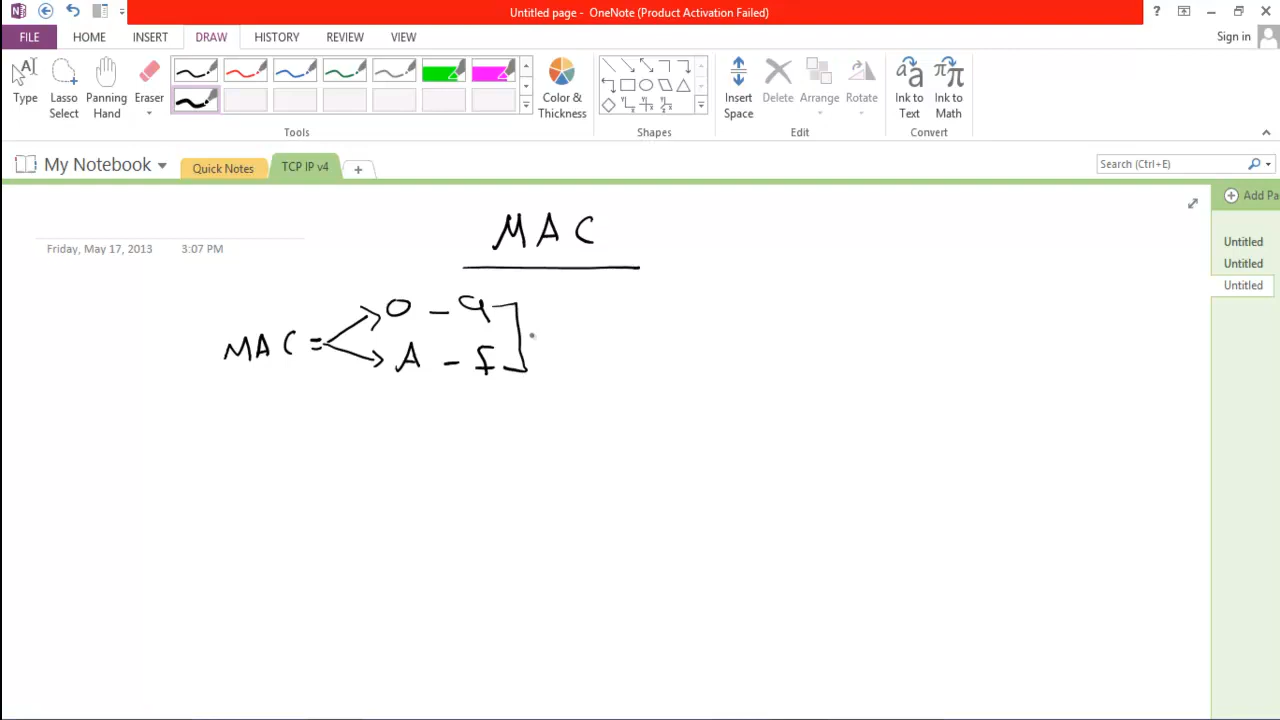 Untitled page - OneNote (Product Activation Failed)
?
FILE HOME INSERT DRAW HISTORY REVIEW VIEW
Sign in
Type
Lasso Select
Panning Hand
Eraser
Color & Thickness
Insert Space
Delete
Arrange
Rotate
Ink to Text
Ink to Math
Tools
Shapes
Edit
Convert
My Notebook
Quick Notes
TCP IP v4
+
Search (Ctrl+E)
Add Pa
Untitled
Untitled
Untitled
MAC
Friday, May 17, 2013 3:07 PM
0 - 9
MAC =
A - F